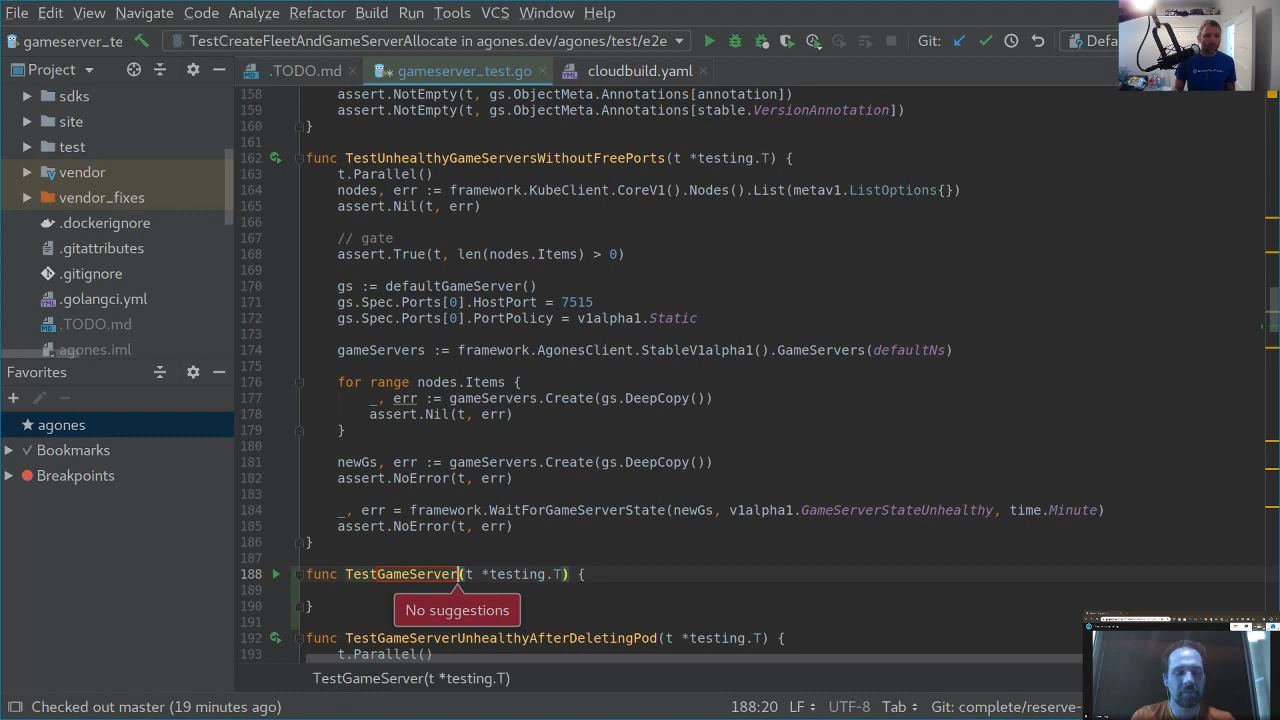 File Edit View Navigate Code Analyze Refactor Build Run Tools VCS Window Help
gameserver_te TestCreateFleetAndGameServerAllocate in agones.dev/agones/test/e2e Git: Defa
Project .TODO.md gameserver_test.go cloudbuild.yaml
sdks
site
test
vendor
vendor_fixes
.dockerignore
.gitattributes
.gitignore
.golangci.yml
.TODO.md
agones.iml
Favorites
agones
Bookmarks
Breakpoints
158 assert.NotEmpty(t, gs.ObjectMeta.Annotations[annotation])
159 assert.NotEmpty(t, gs.ObjectMeta.Annotations[stable.VersionAnnotation])
160 }
161
162 func TestUnhealthyGameServersWithoutFreePorts(t *testing.T) {
163 t.Parallel()
164 nodes, err := framework.KubeClient.CoreV1().Nodes().List(metav1.ListOptions{})
165 assert.Nil(t, err)
166
167 // gate
168 assert.True(t, len(nodes.Items) > 0)
169
170 gs := defaultGameServer()
171 gs.Spec.Ports[0].HostPort = 7515
172 gs.Spec.Ports[0].PortPolicy = v1alpha1.Static
173
174 gameServers := framework.AgonesClient.StableV1alpha1().GameServers(defaultNs)
175
176 for range nodes.Items {
177 _, err := gameServers.Create(gs.DeepCopy())
178 assert.Nil(t, err)
179 }
180
181 newGs, err := gameServers.Create(gs.DeepCopy())
182 assert.NoError(t, err)
183
184 _, err = framework.WaitForGameServerState(newGs, v1alpha1.GameServerStateUnhealthy, time.Minute)
185 assert.NoError(t, err)
186 }
187
188 func TestGameServer(t *testing.T) {
189
No suggestions
190 }
191
192 func TestGameServerUnhealthyAfterDeletingPod(t *testing.T) {
193 t.Parallel()
TestGameServer(t *testing.T)
Checked out master (19 minutes ago) 188:20 LF UTF-8 Tab Git: complete/reserve-